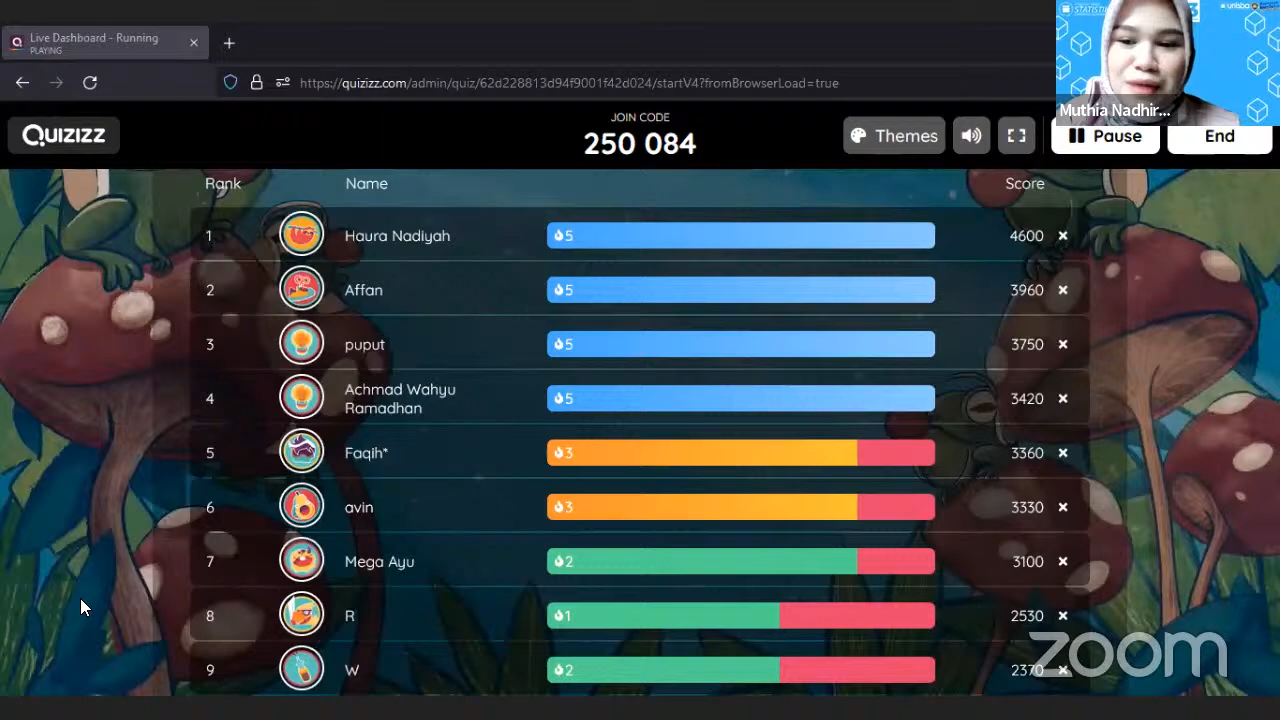 Live Dashboard - Running
PLAYING
https://quizizz.com/admin/quiz/62d228813d94f9001f42d024/startV4?fromBrowserLoad=true
STATISTIK
unisba
Muthia Nadhir...
QUIZIZZ
JOIN CODE
250 084
Themes
Pause
End
Rank Name Score
1 Haura Nadiyah 5 4600
2 Affan 5 3960
3 puput 5 3750
4 Achmad Wahyu Ramadhan 5 3420
5 Faqih* 3 3360
6 avin 3 3330
7 Mega Ayu 2 3100
8 R 1 2530
9 W 2 2370
zoom